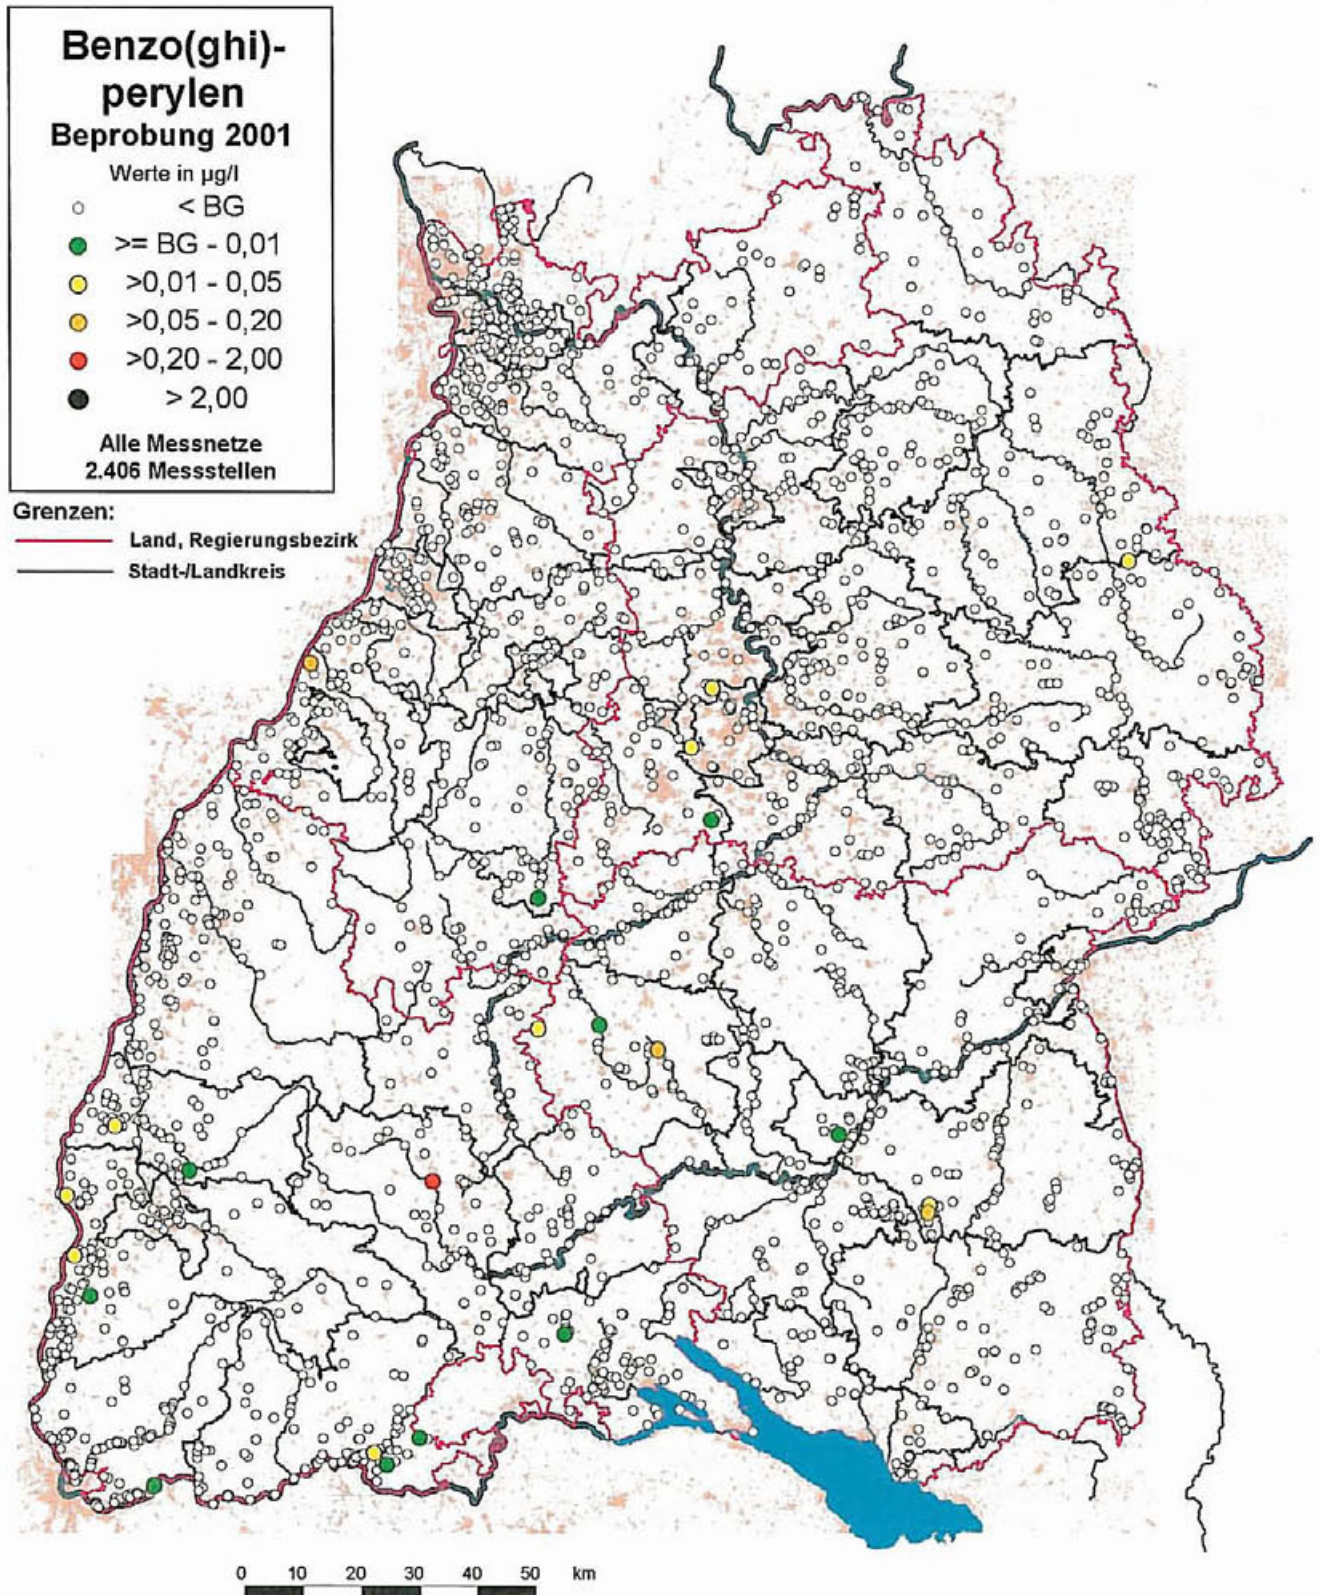 Benzo(ghi)-
perylen
Beprobung 2001
Werte in µg/l
< BG
>= BG - 0,01
>0,01 - 0,05
>0,05 - 0,20
>0,20 - 2,00
> 2,00
Alle Messnetze
2.406 Messstellen
Grenzen:
Land, Regierungsbezirk
Stadt-/Landkreis
0 10 20 30 40 50 km